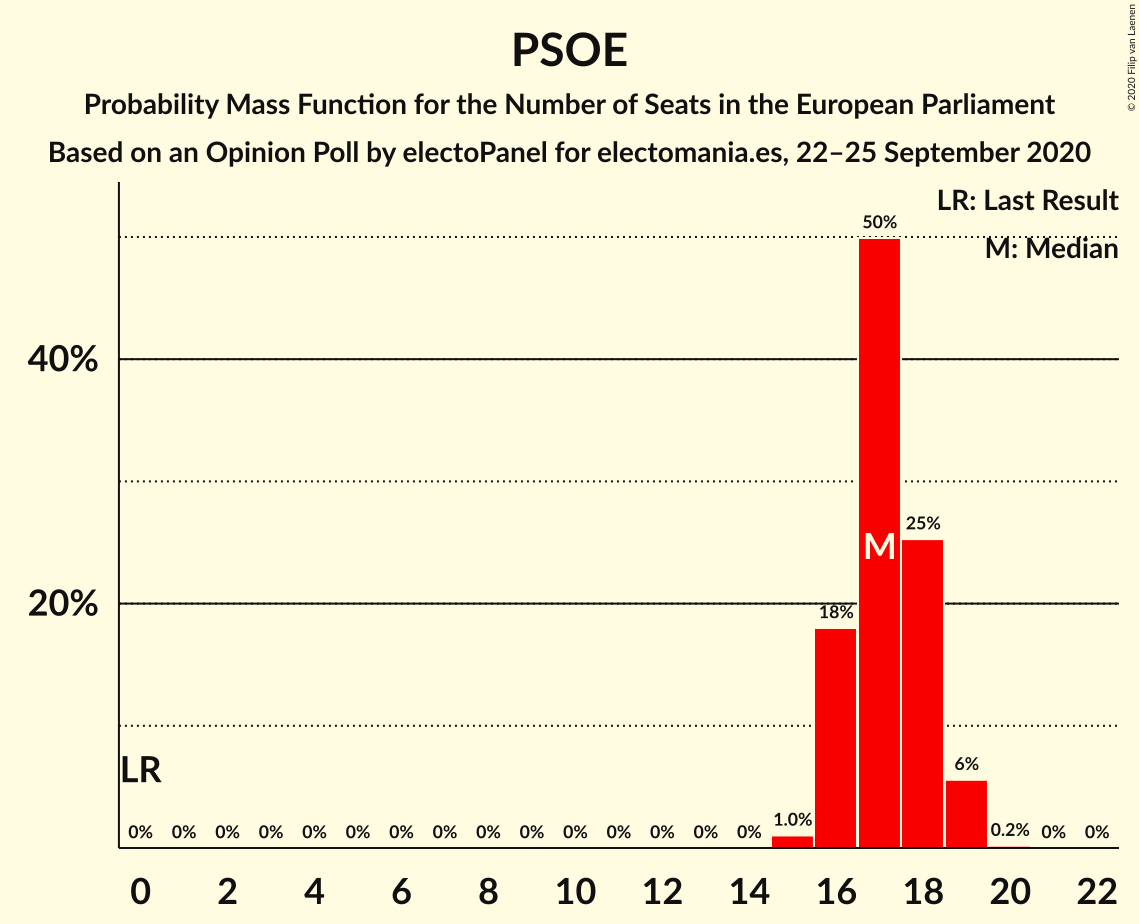 PSOE
Probability Mass Function for the Number of Seats in the European Parliament
Based on an Opinion Poll by electoPanel for electomania.es, 22–25 September 2020
© 2020 Filip van Laenen
LR: Last Result
M: Median
50%
40%
25%
M
20%
18%
LR
6%
0% 0% 0% 0% 0% 0% 0% 0% 0% 0% 0% 0% 0% 0% 0% 1.0% 0.2% 0% 0%
0 2 4 6 8 10 12 14 16 18 20 22